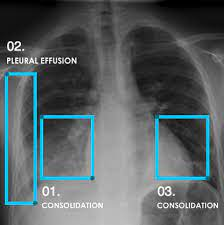 02.
PLEURAL EFFUSION
01.
CONSOLIDATION
03.
CONSOLIDATION